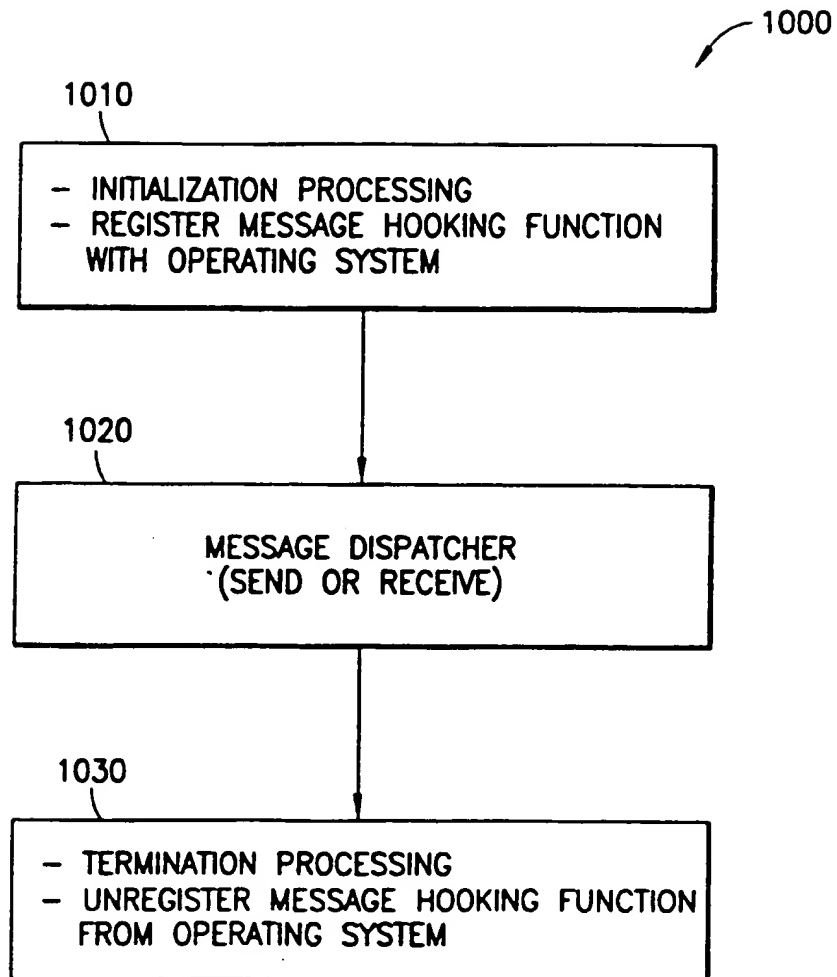 1000
1010
- INITIALIZATION PROCESSING
- REGISTER MESSAGE HOOKING FUNCTION
WITH OPERATING SYSTEM
1020
MESSAGE DISPATCHER
(SEND OR RECEIVE)
1030
- TERMINATION PROCESSING
- UNREGISTER MESSAGE HOOKING FUNCTION
FROM OPERATING SYSTEM